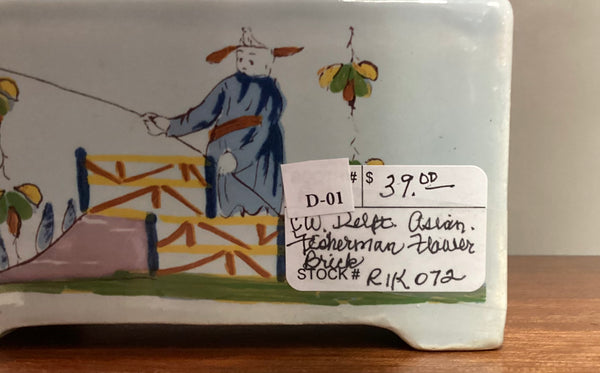 # $ 39.00
D-01
C.W. Delft Asian.
Fisherman Flower
Brick
STOCK# RIK 072